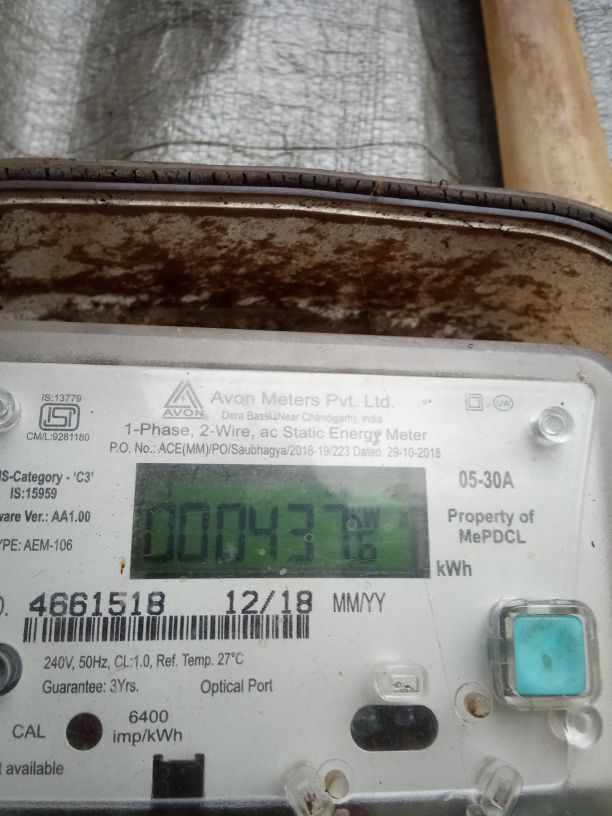 IS:13779
CM/L:9281180
AVON
Avon Meters Pvt. Ltd.
Dera Bassi,(Near Chandigarh), India
UW
1-Phase, 2-Wire, ac Static Energy Meter
P.O. No.: ACE(MM)/PO/Saubhagya/2018-19/223 Dated: 29-10-2018
IS-Category - 'C3'
IS:15959
ware Ver.: AA1.00
YPE: AEM-106
000437
kWh
05-30A
Property of
MePDCL
4661518 12/18 MM/YY
240V, 50Hz, CL:1.0, Ref. Temp. 27°C
Guarantee: 3Yrs. Optical Port
CAL
6400
imp/kWh
t available